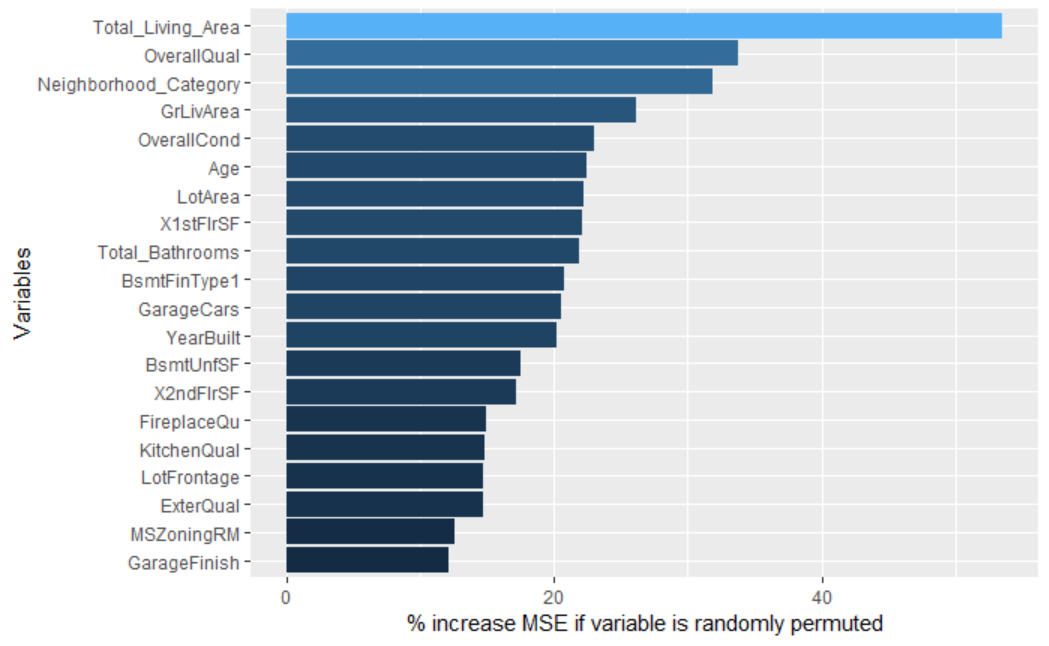 Total_Living_Area
OverallQual
Neighborhood_Category
GrLivArea
OverallCond
Age
LotArea
X1stFlrSF
Total_Bathrooms
BsmtFinType1
GarageCars
YearBuilt
BsmtUnfSF
X2ndFlrSF
FireplaceQu
KitchenQual
LotFrontage
ExterQual
MSZoningRM
GarageFinish
Variables
0 20 40
% increase MSE if variable is randomly permuted